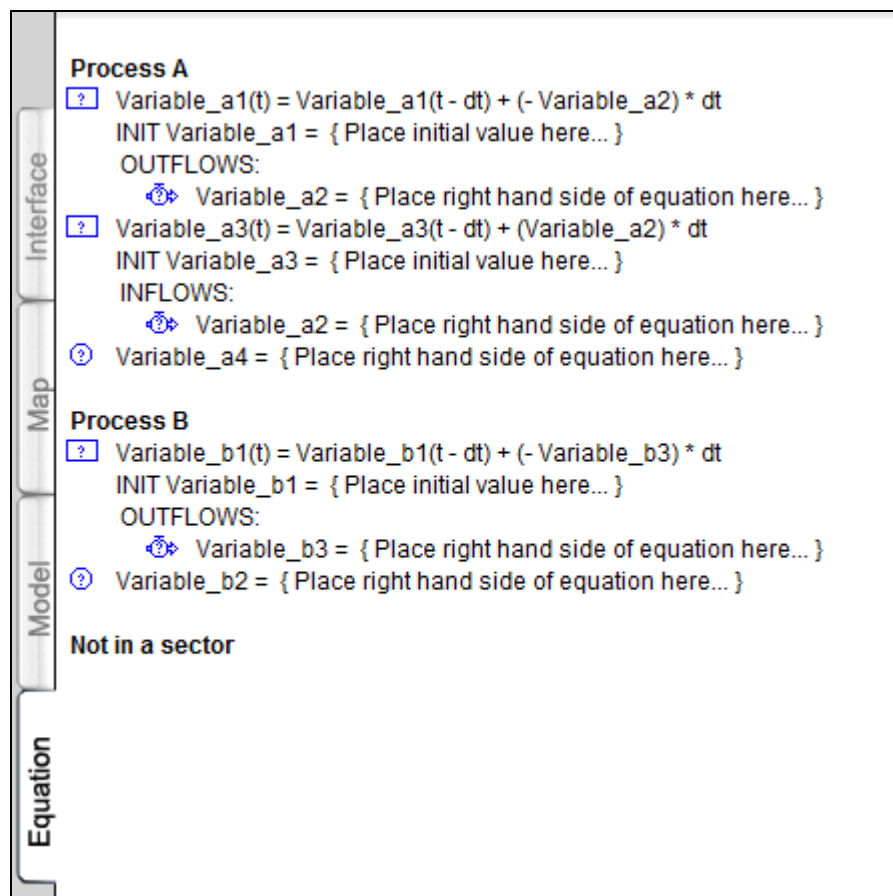 Interface
Map
Model
Equation
Process A
? Variable_a1(t) = Variable_a1(t - dt) + (- Variable_a2) * dt
INIT Variable_a1 = { Place initial value here... }
OUTFLOWS:
? Variable_a2 = { Place right hand side of equation here... }
? Variable_a3(t) = Variable_a3(t - dt) + (Variable_a2) * dt
INIT Variable_a3 = { Place initial value here... }
INFLOWS:
? Variable_a2 = { Place right hand side of equation here... }
? Variable_a4 = { Place right hand side of equation here... }
Process B
? Variable_b1(t) = Variable_b1(t - dt) + (- Variable_b3) * dt
INIT Variable_b1 = { Place initial value here... }
OUTFLOWS:
? Variable_b3 = { Place right hand side of equation here... }
? Variable_b2 = { Place right hand side of equation here... }
Not in a sector